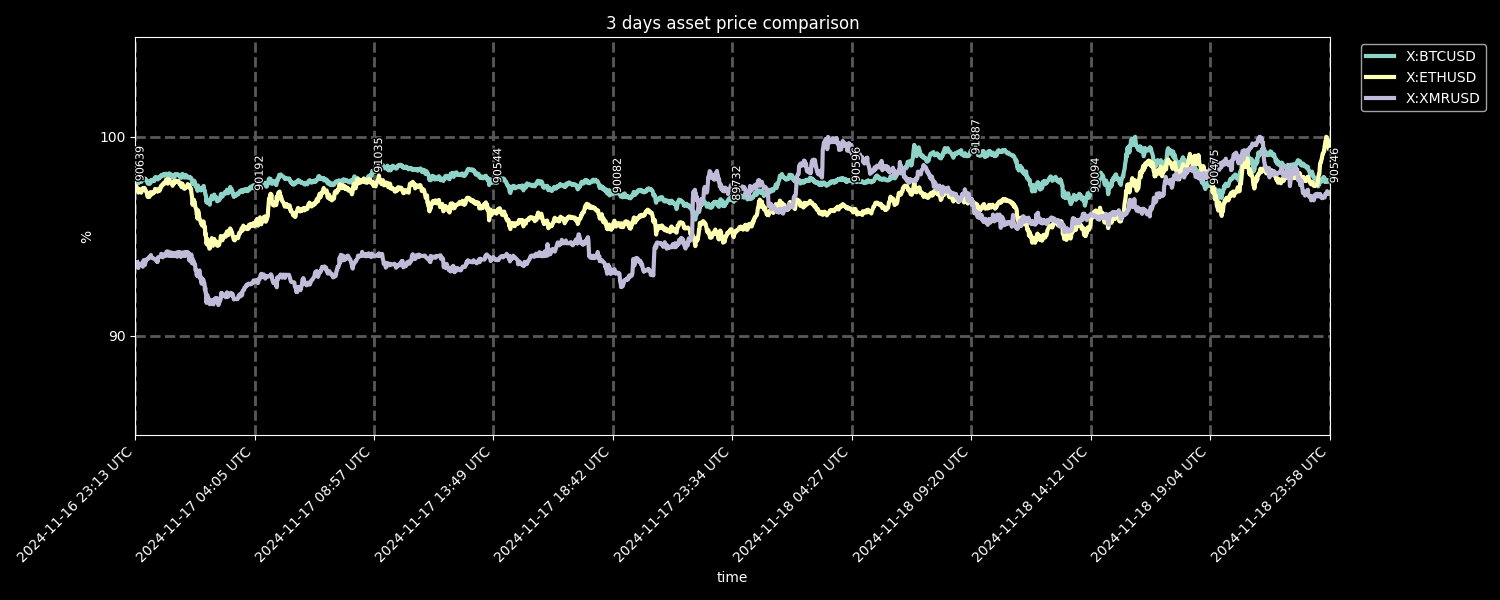 3 days asset price comparison
X:BTCUSD
X:ETHUSD
X:XMRUSD
100
90
%
90639
90192
91035
90544
90082
89732
90596
91887
90094
90475
90546
2024-11-16 23:13 UTC
2024-11-17 04:05 UTC
2024-11-17 08:57 UTC
2024-11-17 13:49 UTC
2024-11-17 18:42 UTC
2024-11-17 23:34 UTC
2024-11-18 04:27 UTC
2024-11-18 09:20 UTC
2024-11-18 14:12 UTC
2024-11-18 19:04 UTC
2024-11-18 23:58 UTC
time